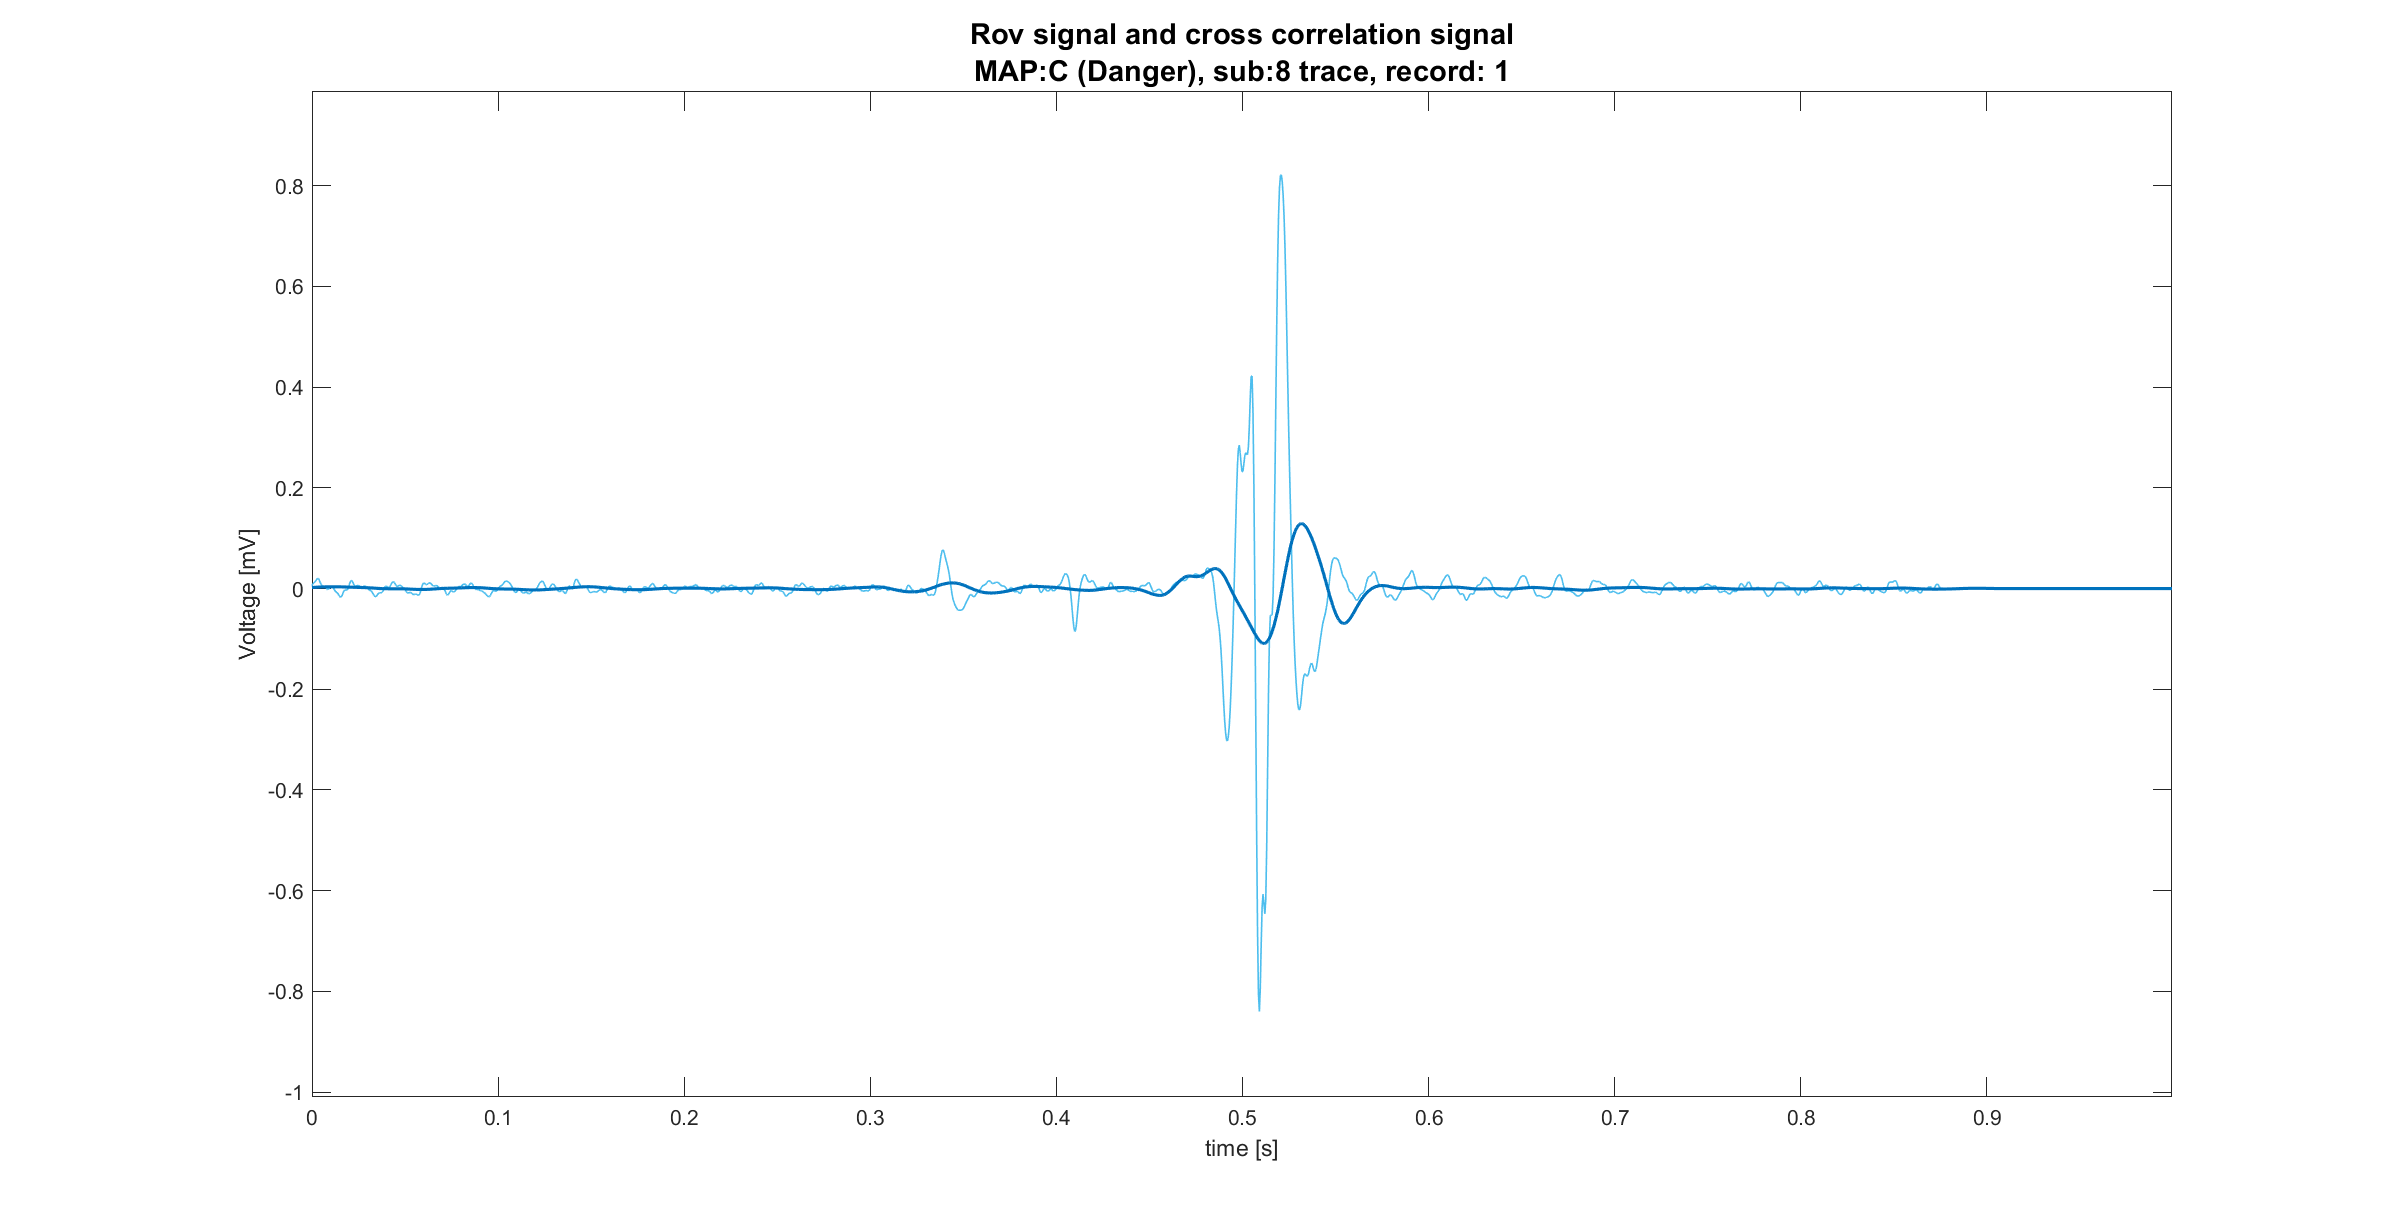 Rov signal and cross correlation signal
MAP:C (Danger), sub:8 trace, record: 1
Voltage [mV]
0.8
0.6
0.4
0.2
0
-0.2
-0.4
-0.6
-0.8
-1
0 0.1 0.2 0.3 0.4 0.5 0.6 0.7 0.8 0.9
time [s]